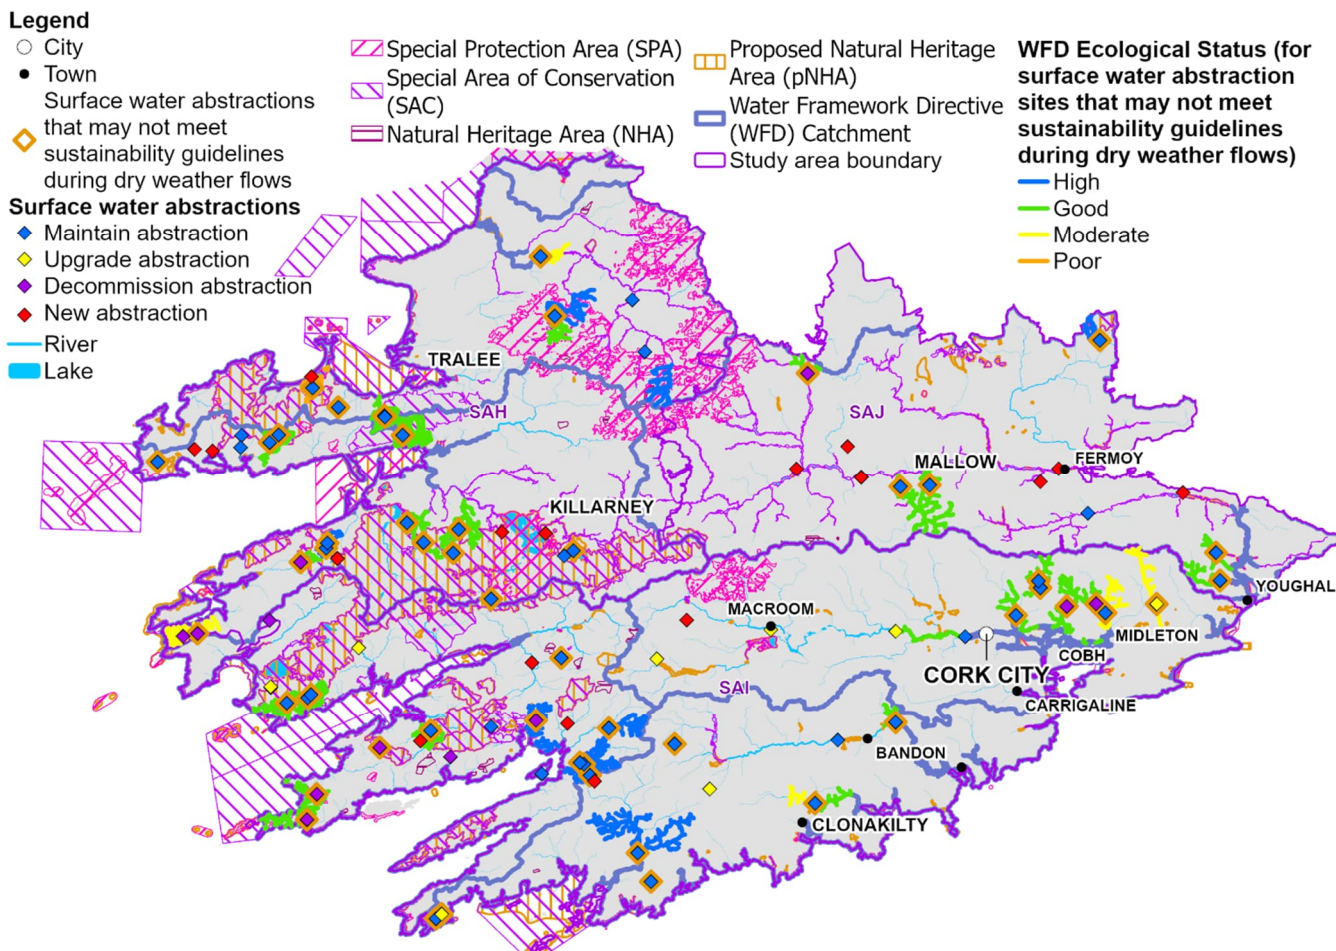 Legend
City
Town
Surface water abstractions
that may not meet
sustainability guidelines
during dry weather flows
Surface water abstractions
Maintain abstraction
Upgrade abstraction
Decommission abstraction
New abstraction
River
Lake
Special Protection Area (SPA)
Special Area of Conservation
(SAC)
Natural Heritage Area (NHA)
Proposed Natural Heritage
Area (pNHA)
Water Framework Directive
(WFD) Catchment
Study area boundary
WFD Ecological Status (for
surface water abstraction
sites that may not meet
sustainability guidelines
during dry weather flows)
High
Good
Moderate
Poor
TRALEE
SAH
SAJ
MALLOW
FERMOY
KILLARNEY
YOUGHAL
MACROOM
MIDLETON
COBH
CORK CITY
SAI
CARRIGALINE
BANDON
CLONAKILTY